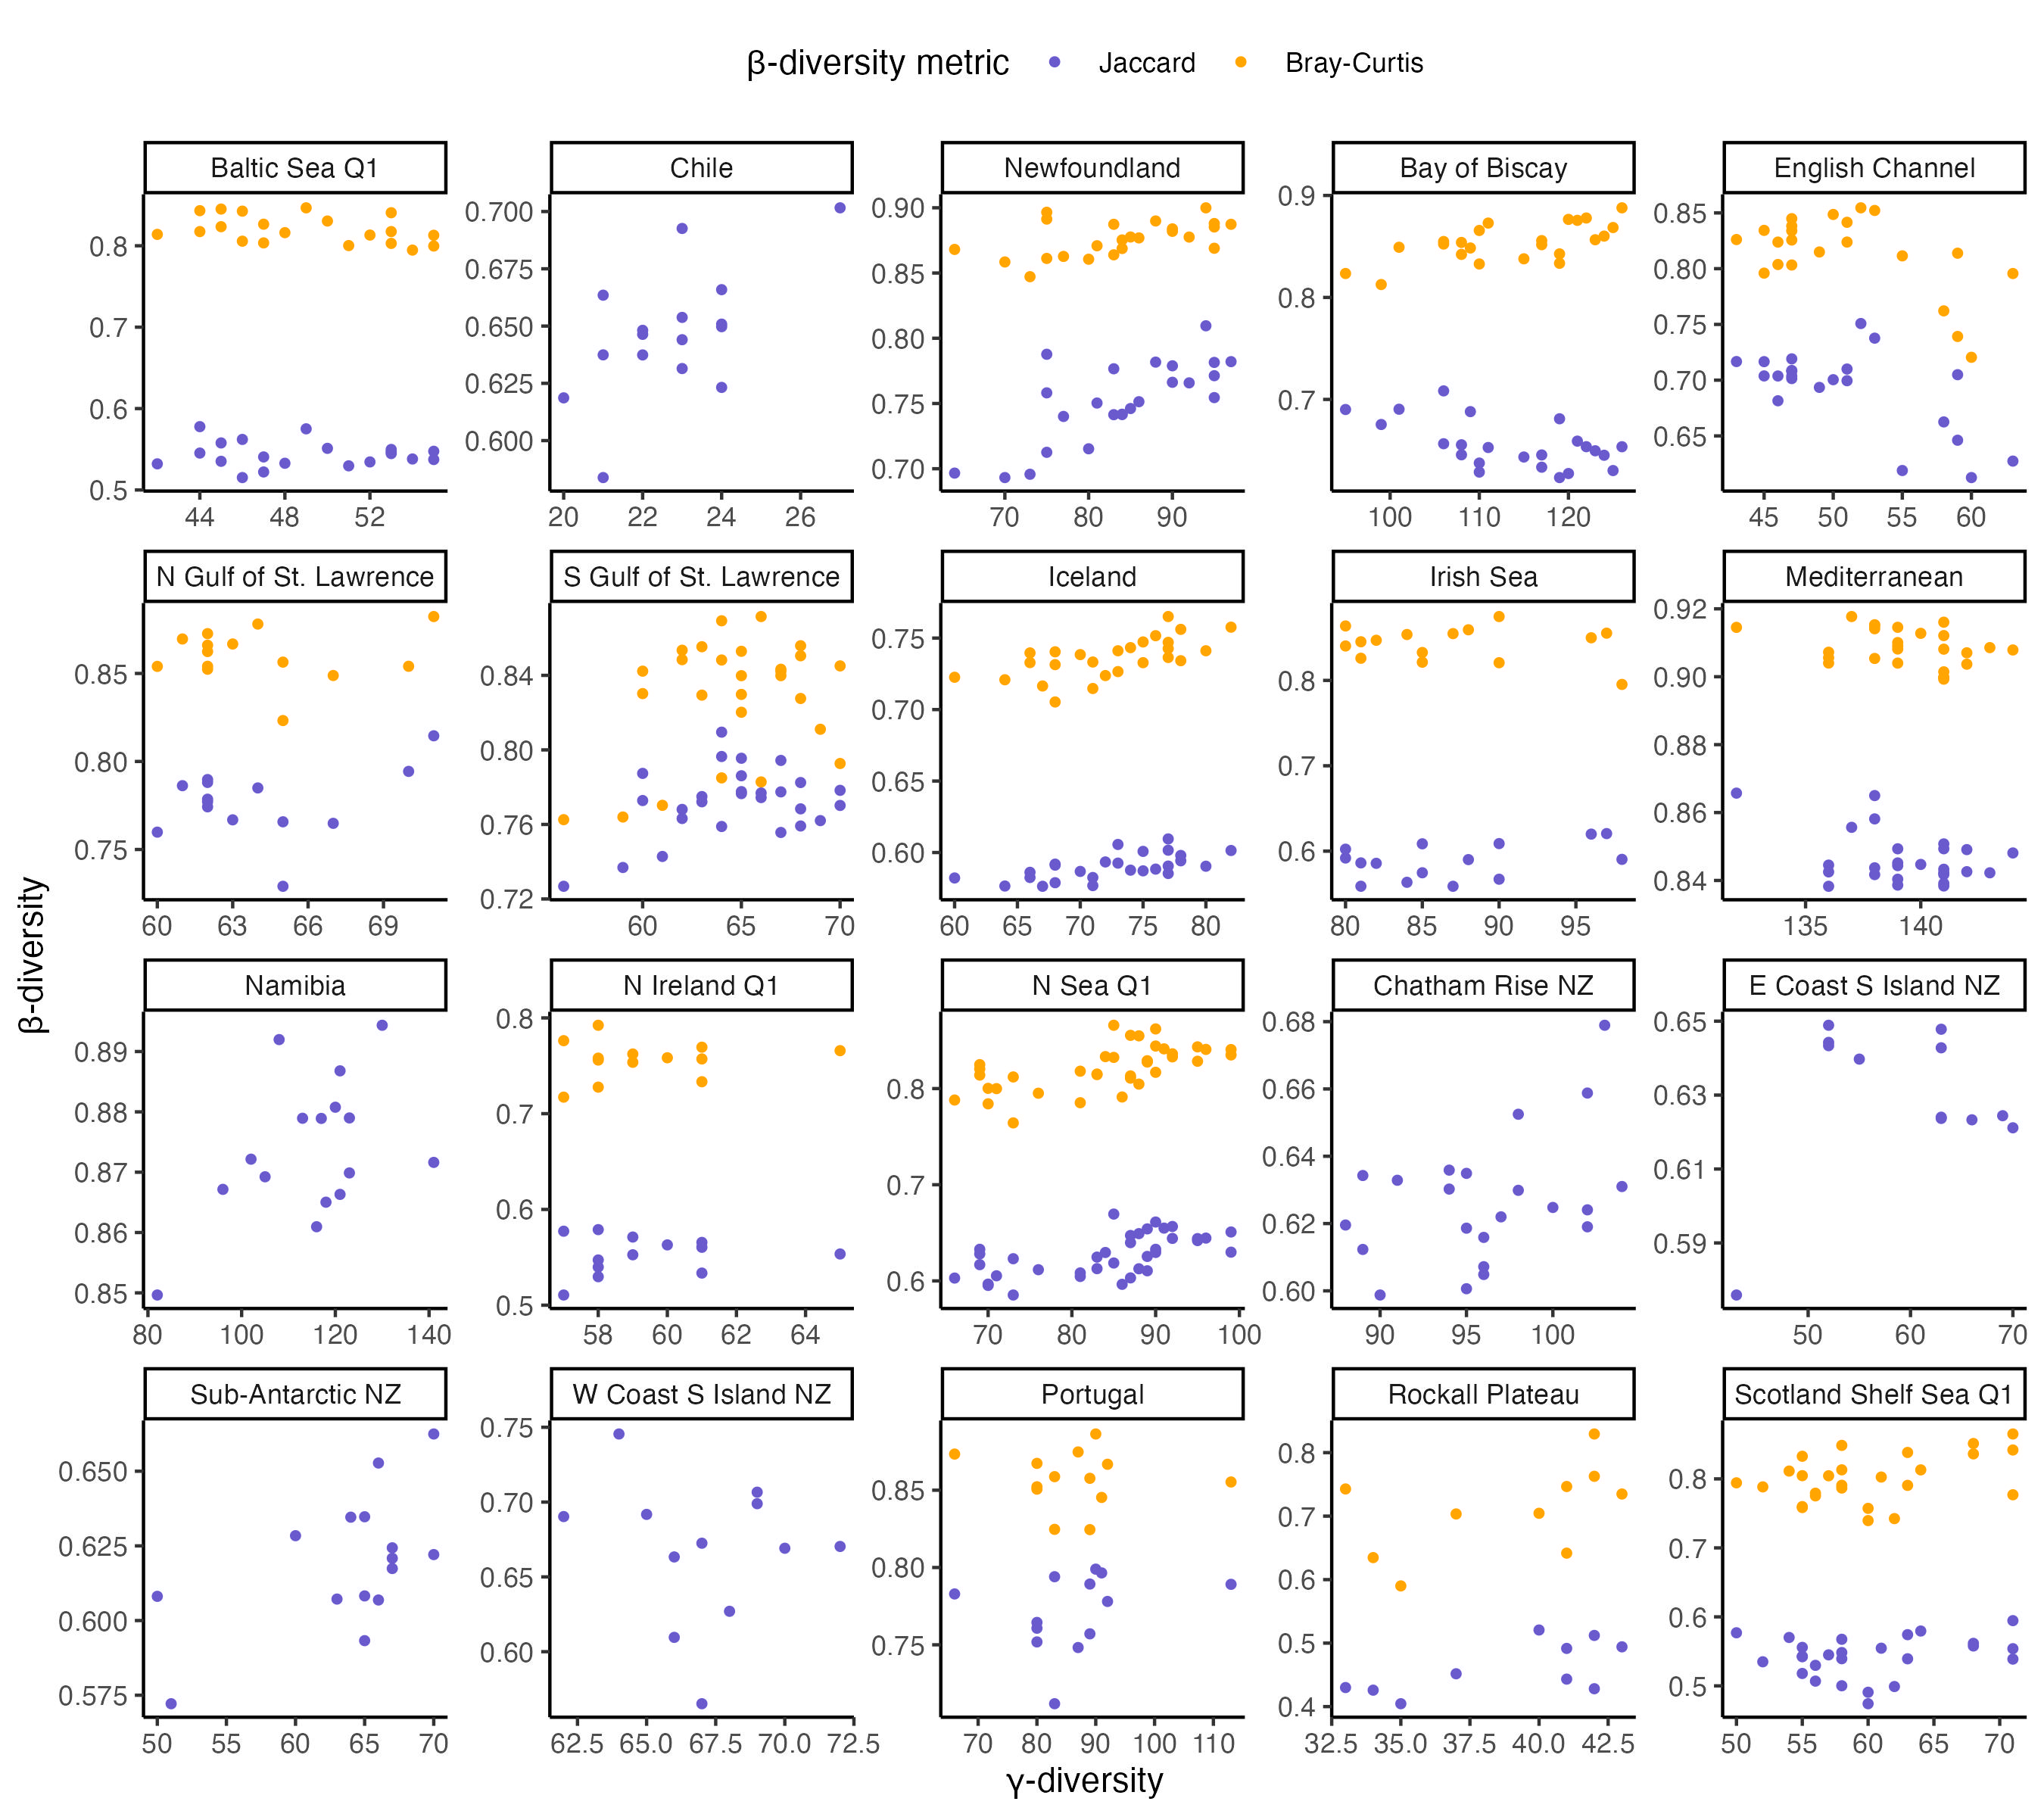 β-diversity metric Jaccard Bray-Curtis
Baltic Sea Q1 Chile Newfoundland Bay of Biscay English Channel
0.8 0.7 0.6 0.5 0.700 0.675 0.650 0.625 0.600 0.90 0.85 0.80 0.75 0.70 0.9 0.8 0.7 0.85 0.80 0.75 0.70 0.65
44 48 52 20 22 24 26 70 80 90 100 110 120 45 50 55 60
N Gulf of St. Lawrence S Gulf of St. Lawrence Iceland Irish Sea Mediterranean
0.85 0.80 0.75 0.84 0.80 0.76 0.72 0.75 0.70 0.65 0.60 0.8 0.7 0.6 0.92 0.90 0.88 0.86 0.84
60 63 66 69 60 65 70 60 65 70 75 80 80 85 90 95 135 140
β-diversity
Namibia N Ireland Q1 N Sea Q1 Chatham Rise NZ E Coast S Island NZ
0.89 0.88 0.87 0.86 0.85 0.8 0.7 0.6 0.5 0.8 0.7 0.6 0.68 0.66 0.64 0.62 0.60 0.65 0.63 0.61 0.59
80 100 120 140 58 60 62 64 70 80 90 100 90 95 100 50 60 70
Sub-Antarctic NZ W Coast S Island NZ Portugal Rockall Plateau Scotland Shelf Sea Q1
0.650 0.625 0.600 0.575 0.75 0.70 0.65 0.60 0.85 0.80 0.75 0.8 0.7 0.6 0.5 0.4 0.8 0.7 0.6 0.5
50 55 60 65 70 62.5 65.0 67.5 70.0 72.5 70 80 90 100 110 32.5 35.0 37.5 40.0 42.5 50 55 60 65 70
γ-diversity